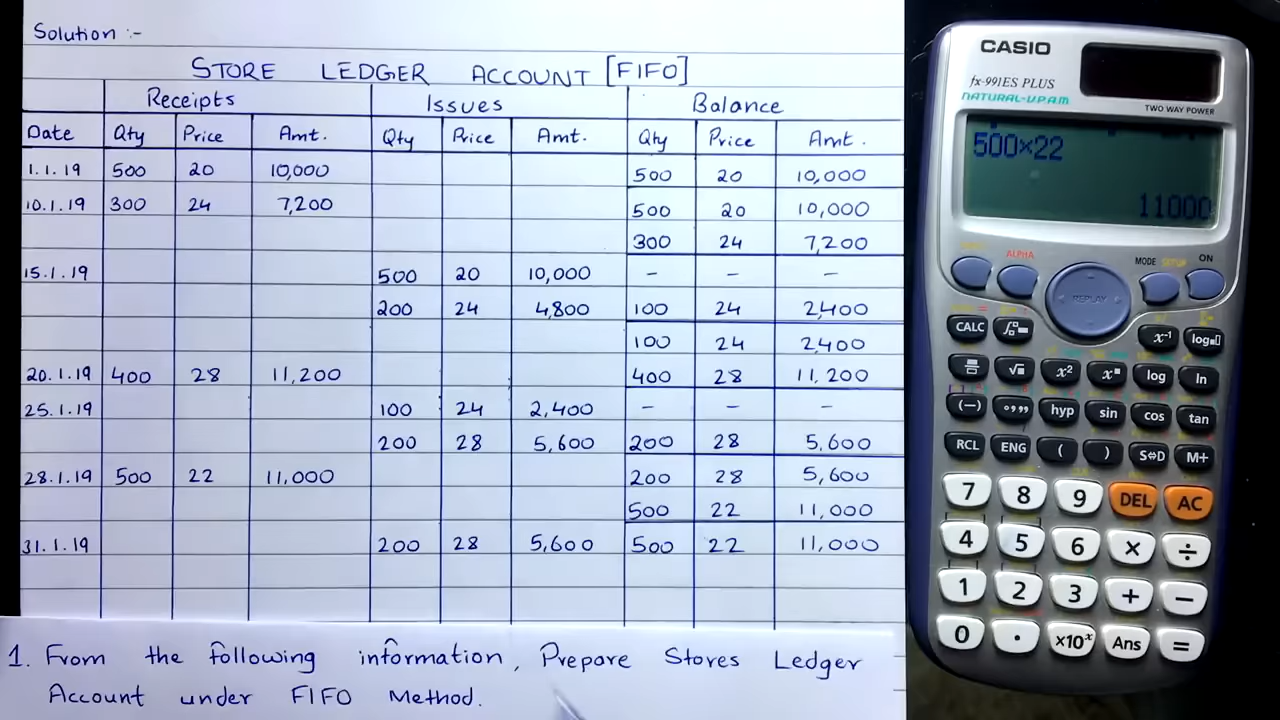 Solution :-
STORE LEDGER ACCOUNT [FIFO]
Receipts Issues Balance
Date Qty Price Amt. Qty Price Amt. Qty Price Amt.
1.1.19 500 20 10,000 500 20 10,000
10.1.19 300 24 7,200 500 20 10,000
300 24 7,200
15.1.19 500 20 10,000 - - -
200 24 4,800 100 24 2,400
100 24 2,400
20.1.19 400 28 11,200 400 28 11,200
25.1.19 100 24 2,400 - - -
200 28 5,600 200 28 5,600
28.1.19 500 22 11,000 200 28 5,600
500 22 11,000
31.1.19 200 28 5,600 500 22 11,000
1. From the following information, Prepare Stores Ledger
Account under FIFO Method.
CASIO
fx-991ES PLUS
NATURAL-V.P.A.M.
TWO WAY POWER
500×22
11000
ALPHA MODE SETUP ON
REPLAY
CALC x⁻¹ log
x² log ln
(−) hyp sin cos tan
RCL ENG ( ) S⇔D M+
7 8 9 DEL AC
4 5 6 × ÷
1 2 3 + −
0 . ×10ˣ Ans =